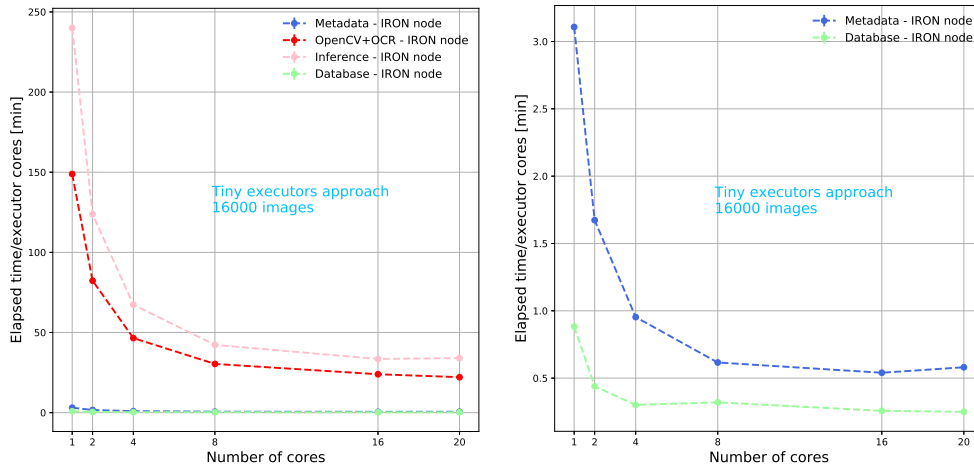 250
200
150
100
50
0
Elapsed time/executor cores [min]
Metadata - IRON node
OpenCV+OCR - IRON node
Inference - IRON node
Database - IRON node
Tiny executors approach
16000 images
1 2 4 8 16 20
Number of cores
3.0
2.5
2.0
1.5
1.0
0.5
Elapsed time/executor cores [min]
Metadata - IRON node
Database - IRON node
Tiny executors approach
16000 images
1 2 4 8 16 20
Number of cores